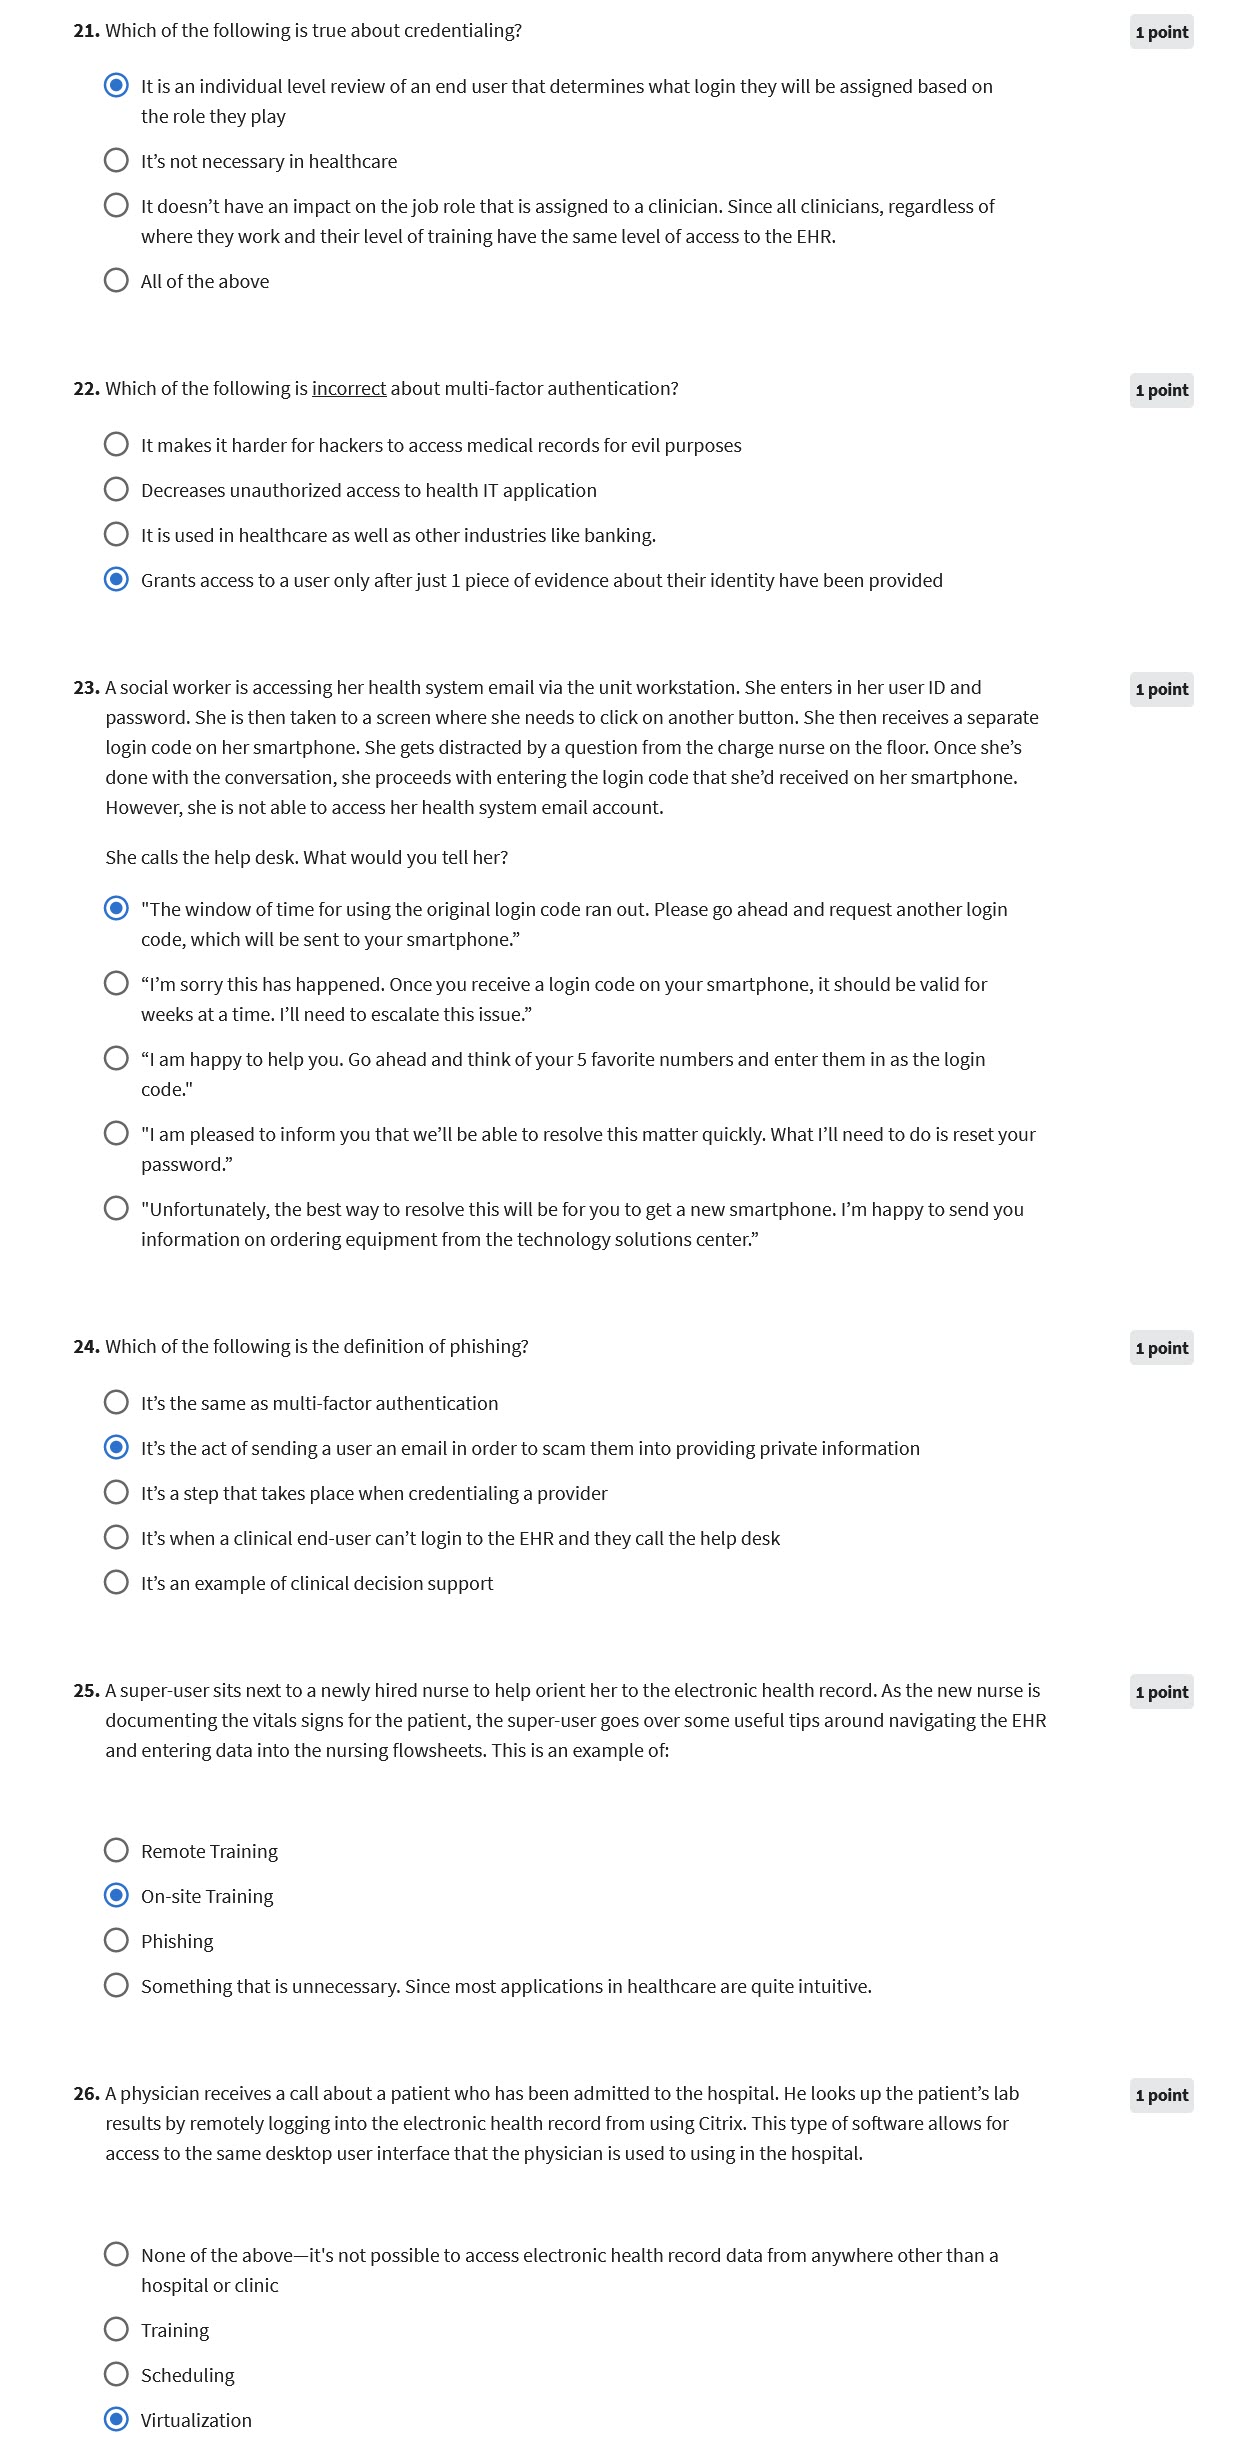 21. Which of the following is true about credentialing?
1 point
It is an individual level review of an end user that determines what login they will be assigned based on
the role they play
It’s not necessary in healthcare
It doesn’t have an impact on the job role that is assigned to a clinician. Since all clinicians, regardless of
where they work and their level of training have the same level of access to the EHR.
All of the above
22. Which of the following is incorrect about multi-factor authentication?
1 point
It makes it harder for hackers to access medical records for evil purposes
Decreases unauthorized access to health IT application
It is used in healthcare as well as other industries like banking.
Grants access to a user only after just 1 piece of evidence about their identity have been provided
23. A social worker is accessing her health system email via the unit workstation. She enters in her user ID and
1 point
password. She is then taken to a screen where she needs to click on another button. She then receives a separate
login code on her smartphone. She gets distracted by a question from the charge nurse on the floor. Once she’s
done with the conversation, she proceeds with entering the login code that she’d received on her smartphone.
However, she is not able to access her health system email account.
She calls the help desk. What would you tell her?
"The window of time for using the original login code ran out. Please go ahead and request another login
code, which will be sent to your smartphone.”
“I’m sorry this has happened. Once you receive a login code on your smartphone, it should be valid for
weeks at a time. I’ll need to escalate this issue.”
“I am happy to help you. Go ahead and think of your 5 favorite numbers and enter them in as the login
code."
"I am pleased to inform you that we’ll be able to resolve this matter quickly. What I’ll need to do is reset your
password.”
"Unfortunately, the best way to resolve this will be for you to get a new smartphone. I’m happy to send you
information on ordering equipment from the technology solutions center.”
24. Which of the following is the definition of phishing?
1 point
It’s the same as multi-factor authentication
It’s the act of sending a user an email in order to scam them into providing private information
It’s a step that takes place when credentialing a provider
It’s when a clinical end-user can’t login to the EHR and they call the help desk
It’s an example of clinical decision support
25. A super-user sits next to a newly hired nurse to help orient her to the electronic health record. As the new nurse is
1 point
documenting the vitals signs for the patient, the super-user goes over some useful tips around navigating the EHR
and entering data into the nursing flowsheets. This is an example of:
Remote Training
On-site Training
Phishing
Something that is unnecessary. Since most applications in healthcare are quite intuitive.
26. A physician receives a call about a patient who has been admitted to the hospital. He looks up the patient’s lab
1 point
results by remotely logging into the electronic health record from using Citrix. This type of software allows for
access to the same desktop user interface that the physician is used to using in the hospital.
None of the above—it's not possible to access electronic health record data from anywhere other than a
hospital or clinic
Training
Scheduling
Virtualization